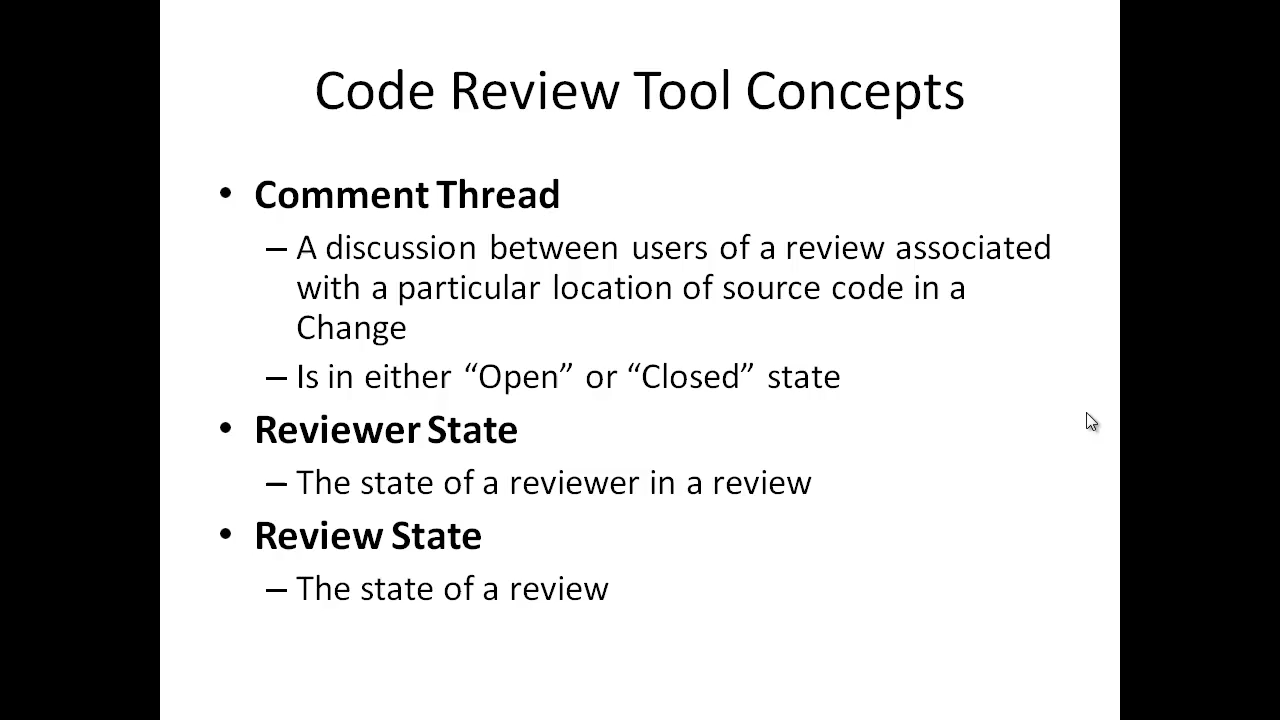 Code Review Tool Concepts
• Comment Thread
– A discussion between users of a review associated
with a particular location of source code in a
Change
– Is in either “Open” or “Closed” state
• Reviewer State
– The state of a reviewer in a review
• Review State
– The state of a review